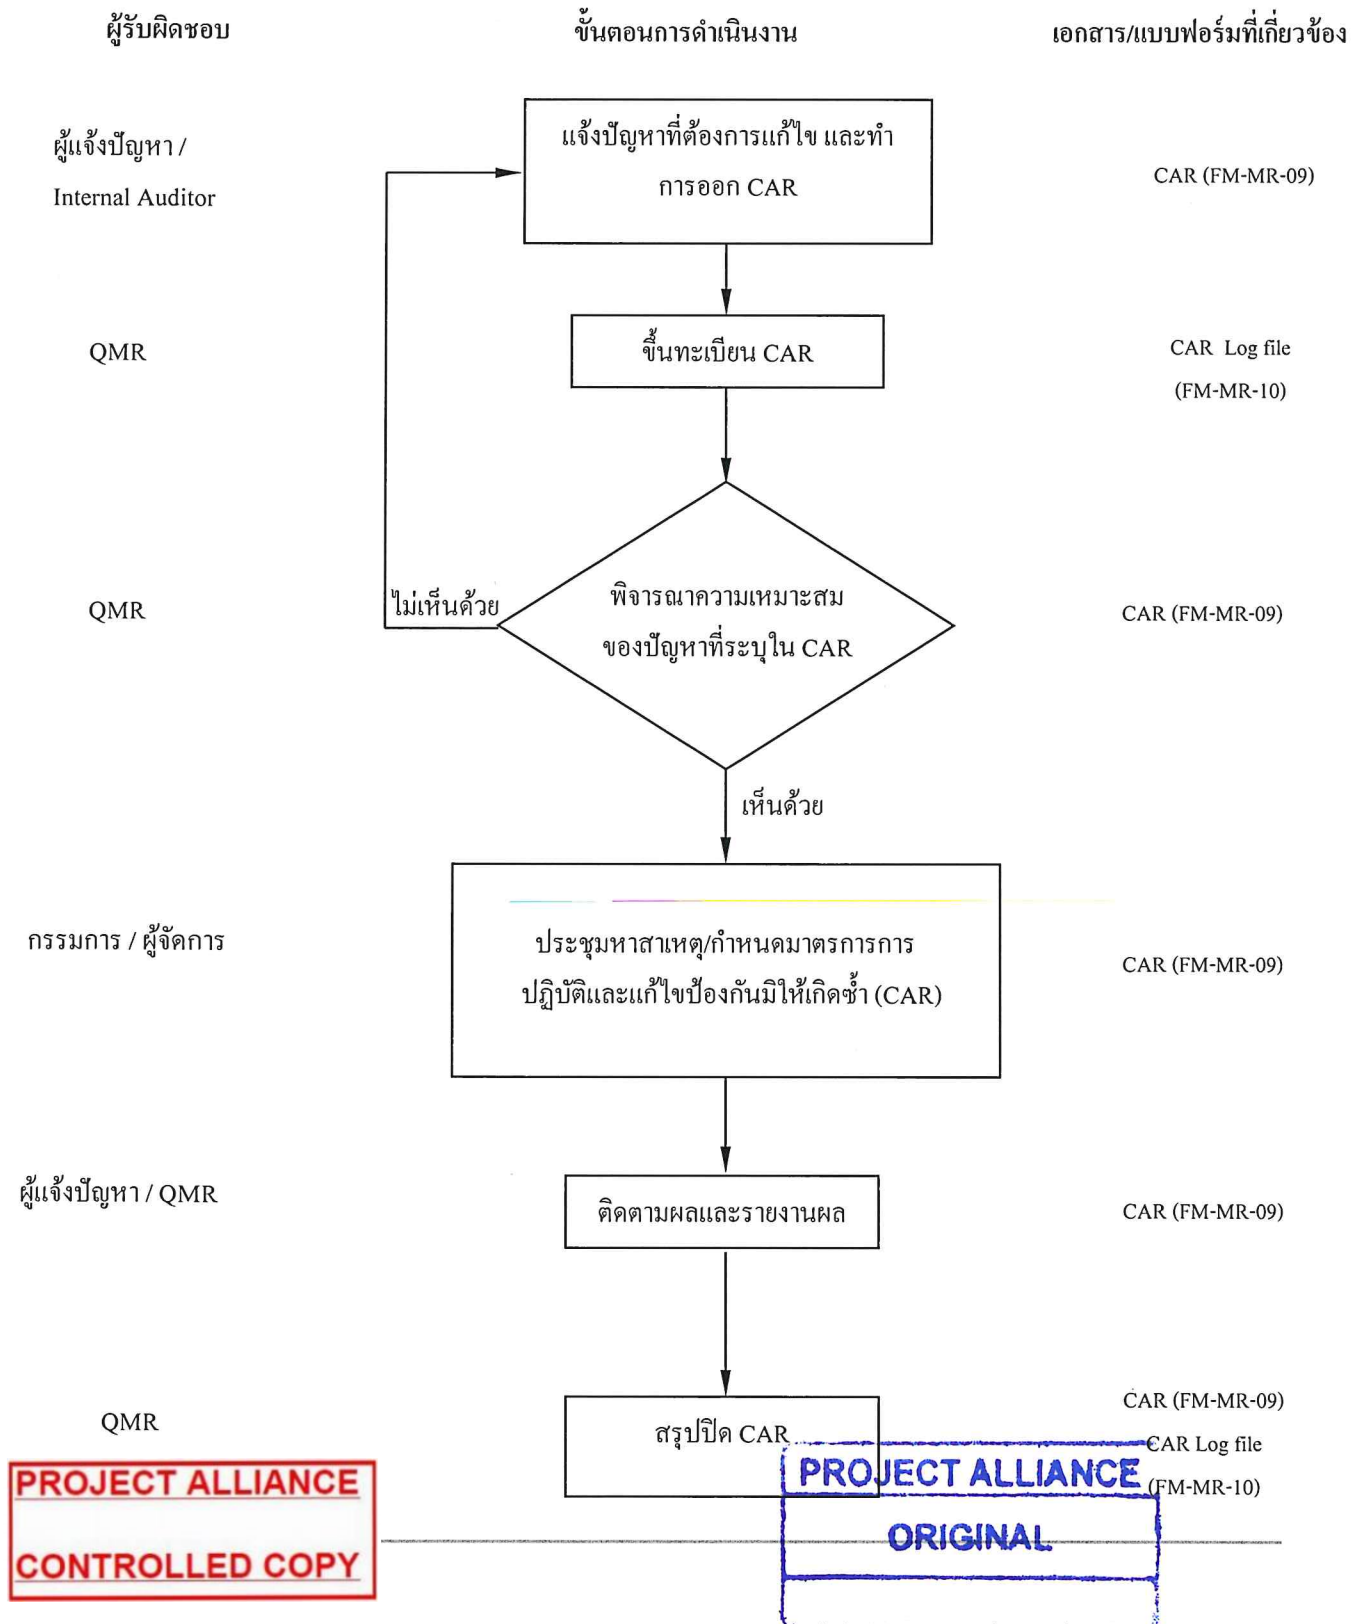 ผู้รับผิดชอบ
ขั้นตอนการดำเนินงาน
เอกสาร/แบบฟอร์มที่เกี่ยวข้อง
ผู้แจ้งปัญหา /
Internal Auditor
แจ้งปัญหาที่ต้องการแก้ไข และทำ
การออก CAR
CAR (FM-MR-09)
QMR
ขึ้นทะเบียน CAR
CAR Log file
(FM-MR-10)
QMR
ไม่เห็นด้วย
พิจารณาความเหมาะสม
ของปัญหาที่ระบุใน CAR
CAR (FM-MR-09)
เห็นด้วย
กรรมการ / ผู้จัดการ
ประชุมหาสาเหตุ/กำหนดมาตรการการ
ปฏิบัติและแก้ไขป้องกันมิให้เกิดซ้ำ (CAR)
CAR (FM-MR-09)
ผู้แจ้งปัญหา / QMR
ติดตามผลและรายงานผล
CAR (FM-MR-09)
QMR
สรุปปิด CAR
CAR (FM-MR-09)
CAR Log file
(FM-MR-10)
PROJECT ALLIANCE
CONTROLLED COPY
PROJECT ALLIANCE
ORIGINAL